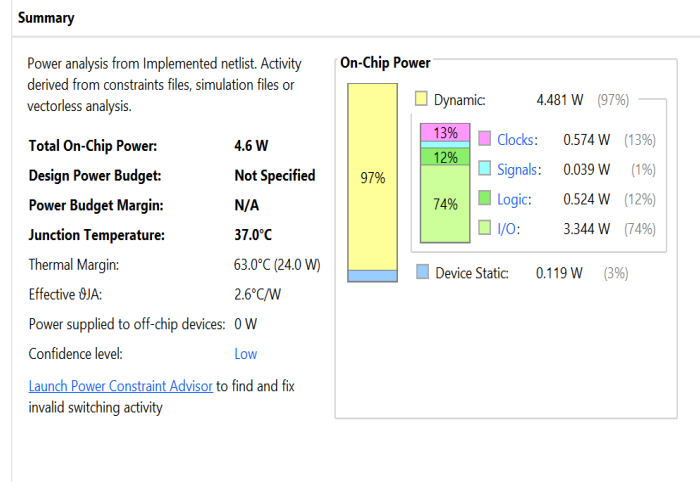 Summary
Power analysis from Implemented netlist. Activity
derived from constraints files, simulation files or
vectorless analysis.
Total On-Chip Power: 4.6 W
Design Power Budget: Not Specified
Power Budget Margin: N/A
Junction Temperature: 37.0°C
Thermal Margin: 63.0°C (24.0 W)
Effective ϑJA: 2.6°C/W
Power supplied to off-chip devices: 0 W
Confidence level: Low
Launch Power Constraint Advisor to find and fix
invalid switching activity
On-Chip Power
97%
Dynamic: 4.481 W (97%)
13%
12%
74%
Clocks: 0.574 W (13%)
Signals: 0.039 W (1%)
Logic: 0.524 W (12%)
I/O: 3.344 W (74%)
Device Static: 0.119 W (3%)